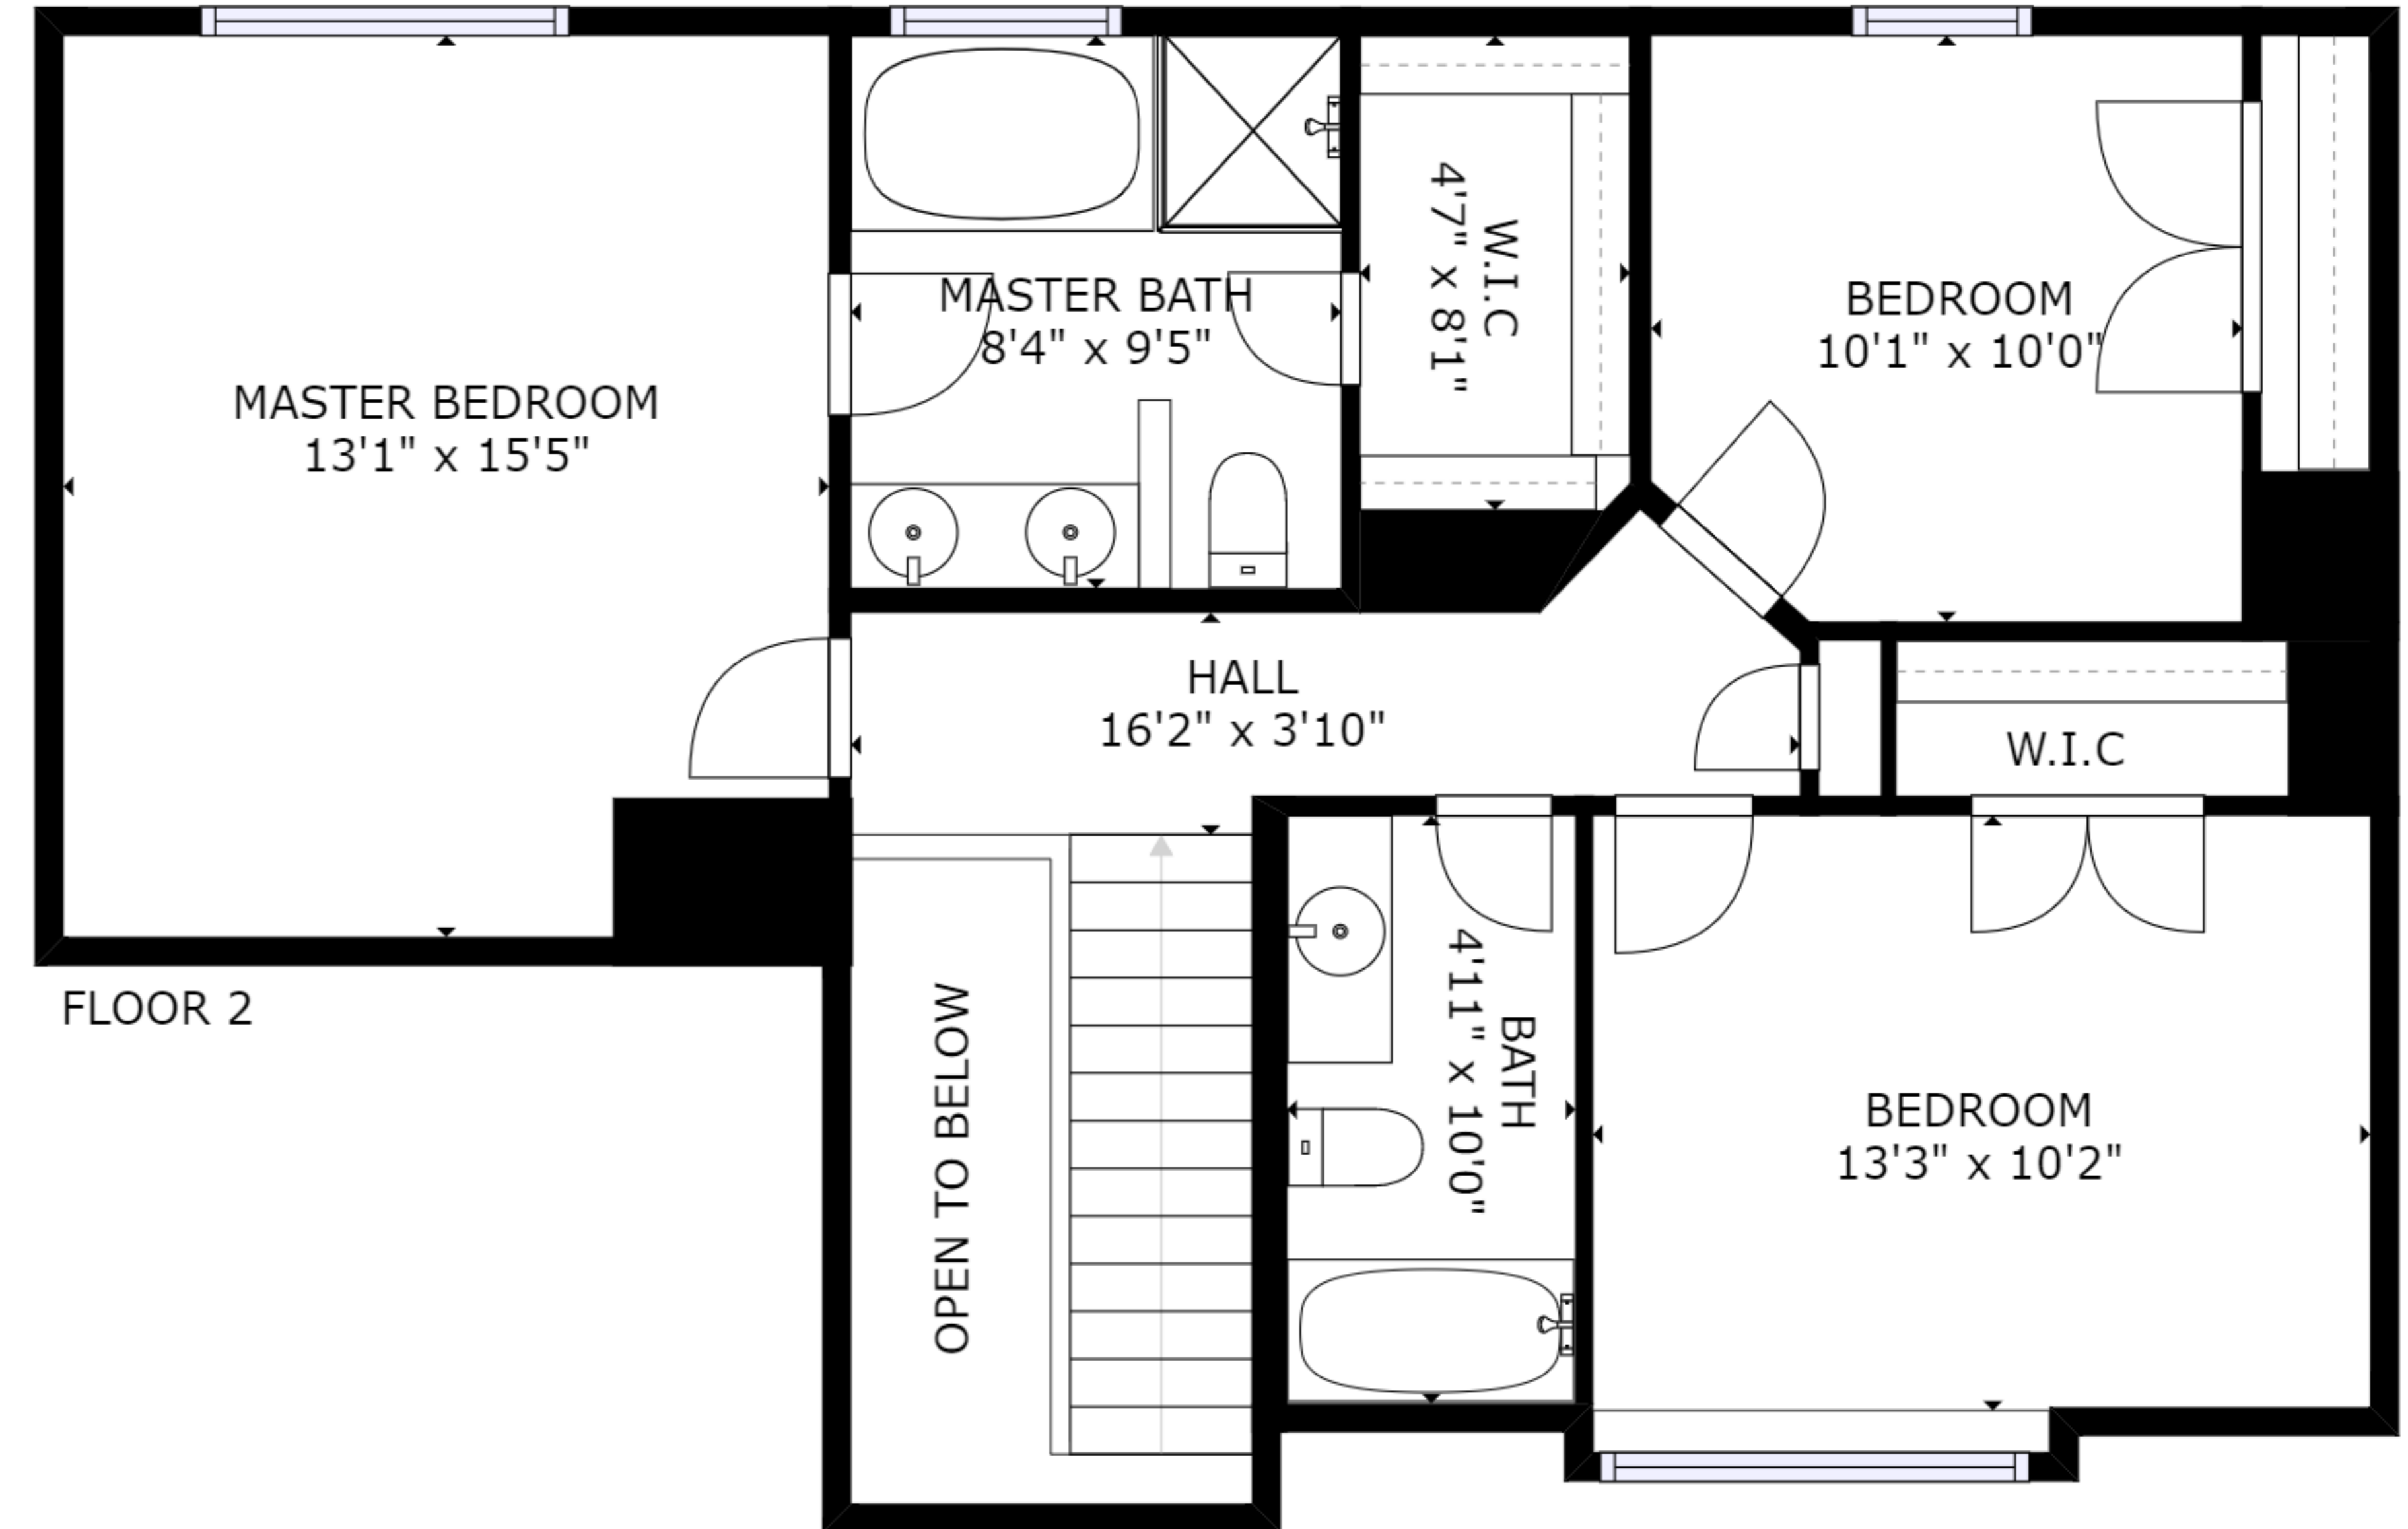 MASTER BEDROOM
13'1" x 15'5"
MASTER BATH
8'4" x 9'5"
W.I.C
4'7" x 8'1"
BEDROOM
10'1" x 10'0"
HALL
16'2" x 3'10"
W.I.C
FLOOR 2
OPEN TO BELOW
BATH
4'11" x 10'0"
BEDROOM
13'3" x 10'2"